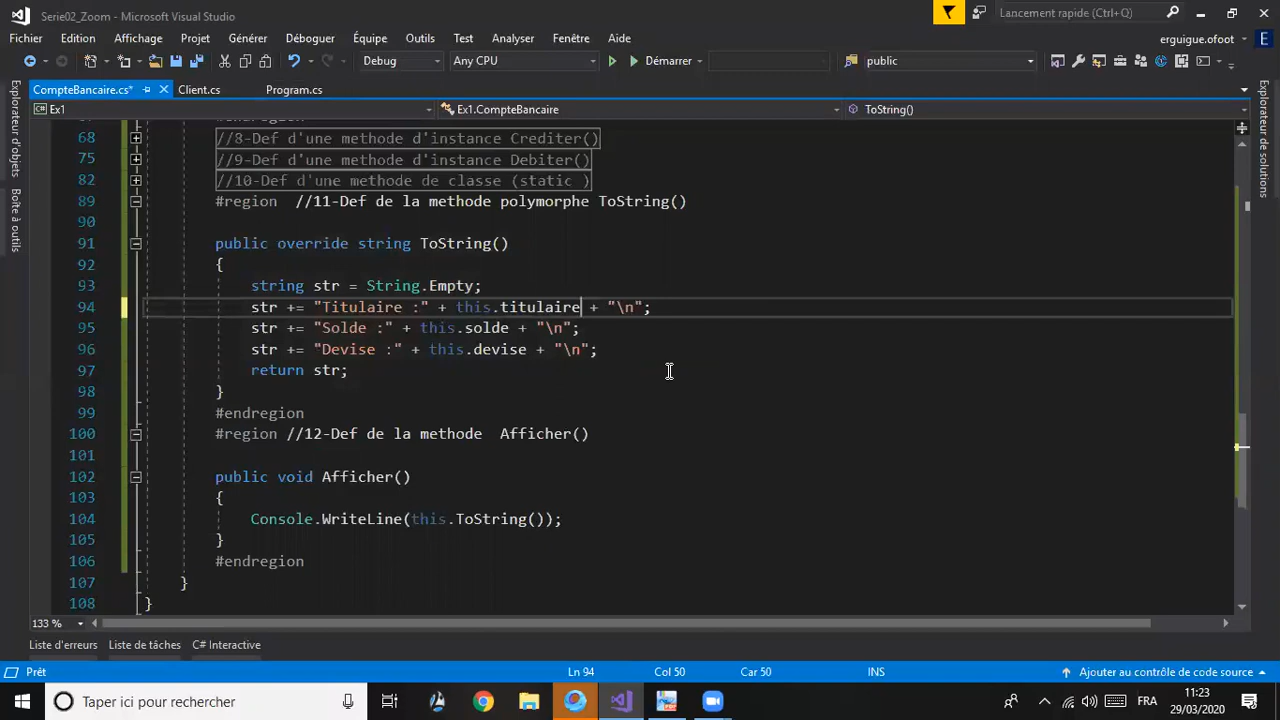 Serie02_Zoom - Microsoft Visual Studio
Lancement rapide (Ctrl+Q)
Fichier Edition Affichage Projet Générer Déboguer Équipe Outils Test Analyser Fenêtre Aide
erguigue.ofoot E
Debug Any CPU Démarrer public
CompteBancaire.cs* Client.cs Program.cs
Ex1 Ex1.CompteBancaire ToString()
Explorateur d'objets
Boîte à outils
68 //8-Def d'une methode d'instance Crediter()
75 //9-Def d'une methode d'instance Debiter()
82 //10-Def d'une methode de classe (static )
89 #region //11-Def de la methode polymorphe ToString()
90
91 public override string ToString()
92 {
93 string str = String.Empty;
94 str += "Titulaire :" + this.titulaire + "\n";
95 str += "Solde :" + this.solde + "\n";
96 str += "Devise :" + this.devise + "\n";
97 return str;
98 }
99 #endregion
100 #region //12-Def de la methode  Afficher()
101
102 public void Afficher()
103 {
104 Console.WriteLine(this.ToString());
105 }
106 #endregion
107 }
108 }
133 %
Liste d'erreurs Liste de tâches C# Interactive
Prêt Ln 94 Col 50 Car 50 INS Ajouter au contrôle de code source
Taper ici pour rechercher
FRA
11:23
29/03/2020